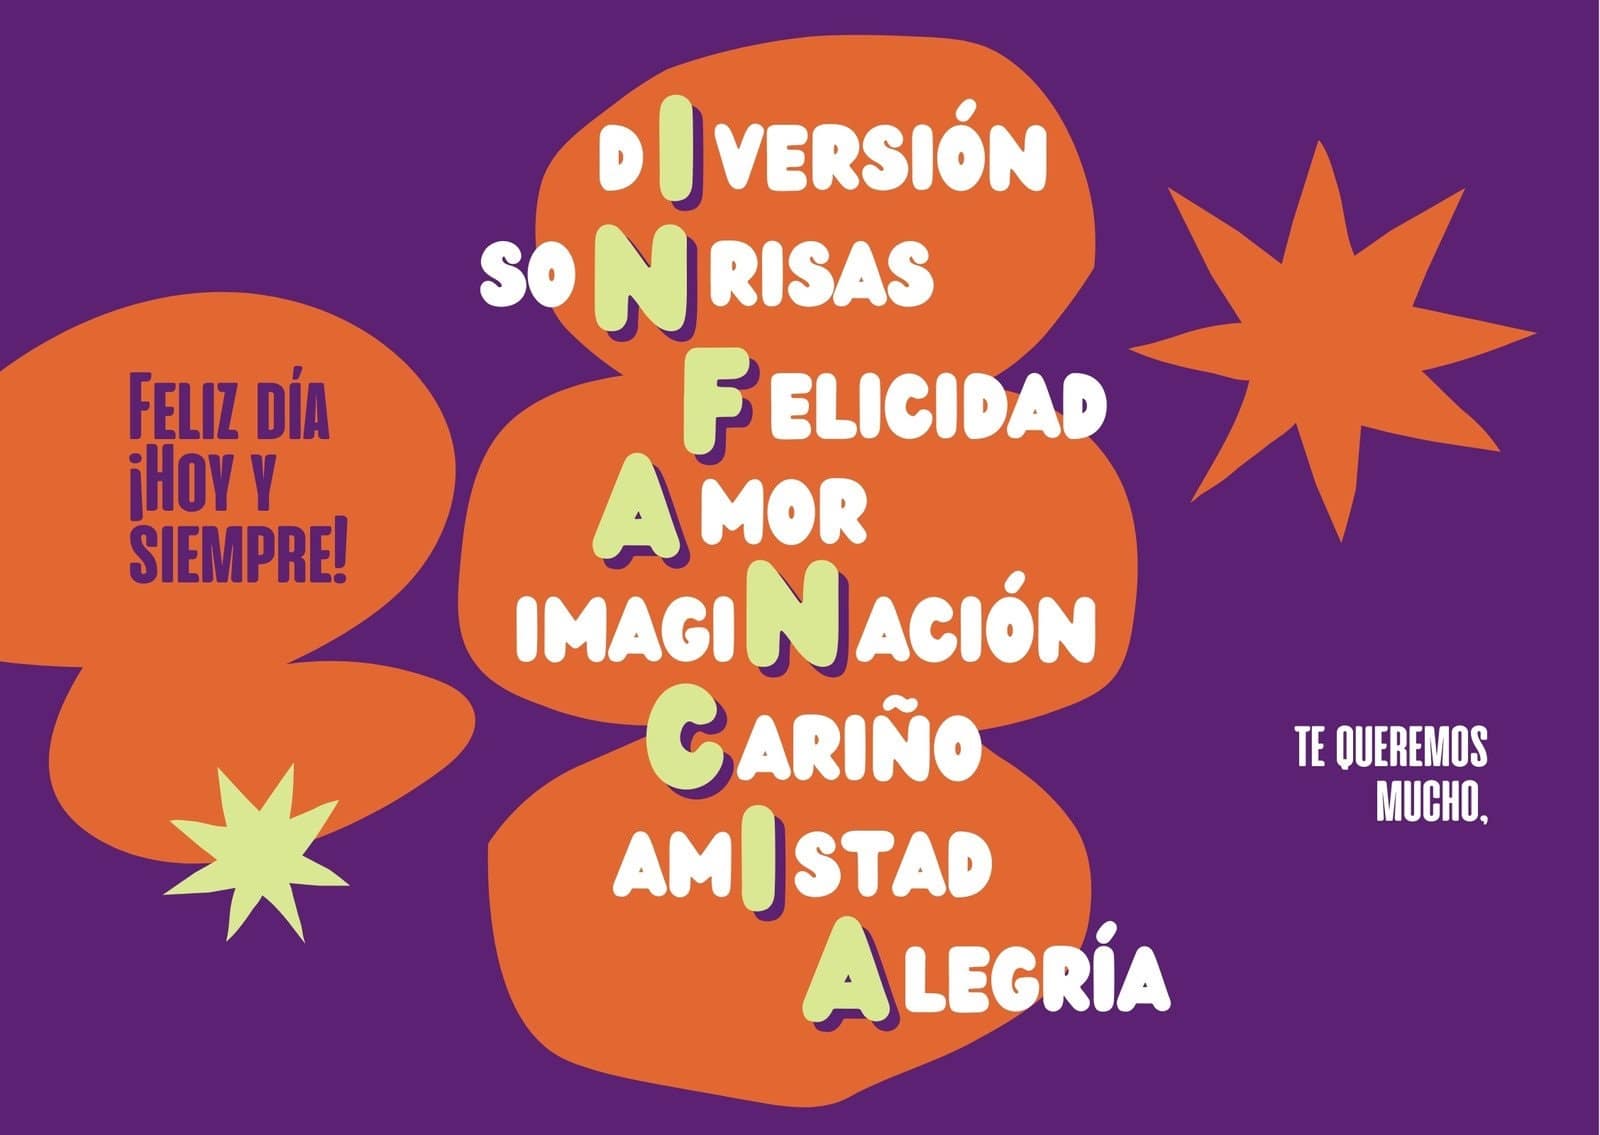 DIVERSIÓN
SONRISAS
FELICIDAD
AMOR
IMAGINACIÓN
CARIÑO
AMISTAD
ALEGRÍA
FELIZ DÍA
¡HOY Y
SIEMPRE!
TE QUEREMOS
MUCHO,